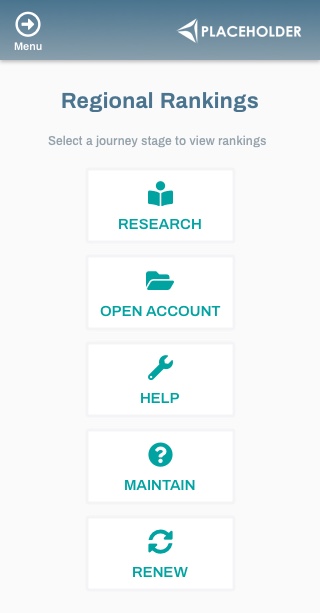 Menu
PLACEHOLDER
Regional Rankings
Select a journey stage to view rankings
RESEARCH
OPEN ACCOUNT
HELP
MAINTAIN
RENEW